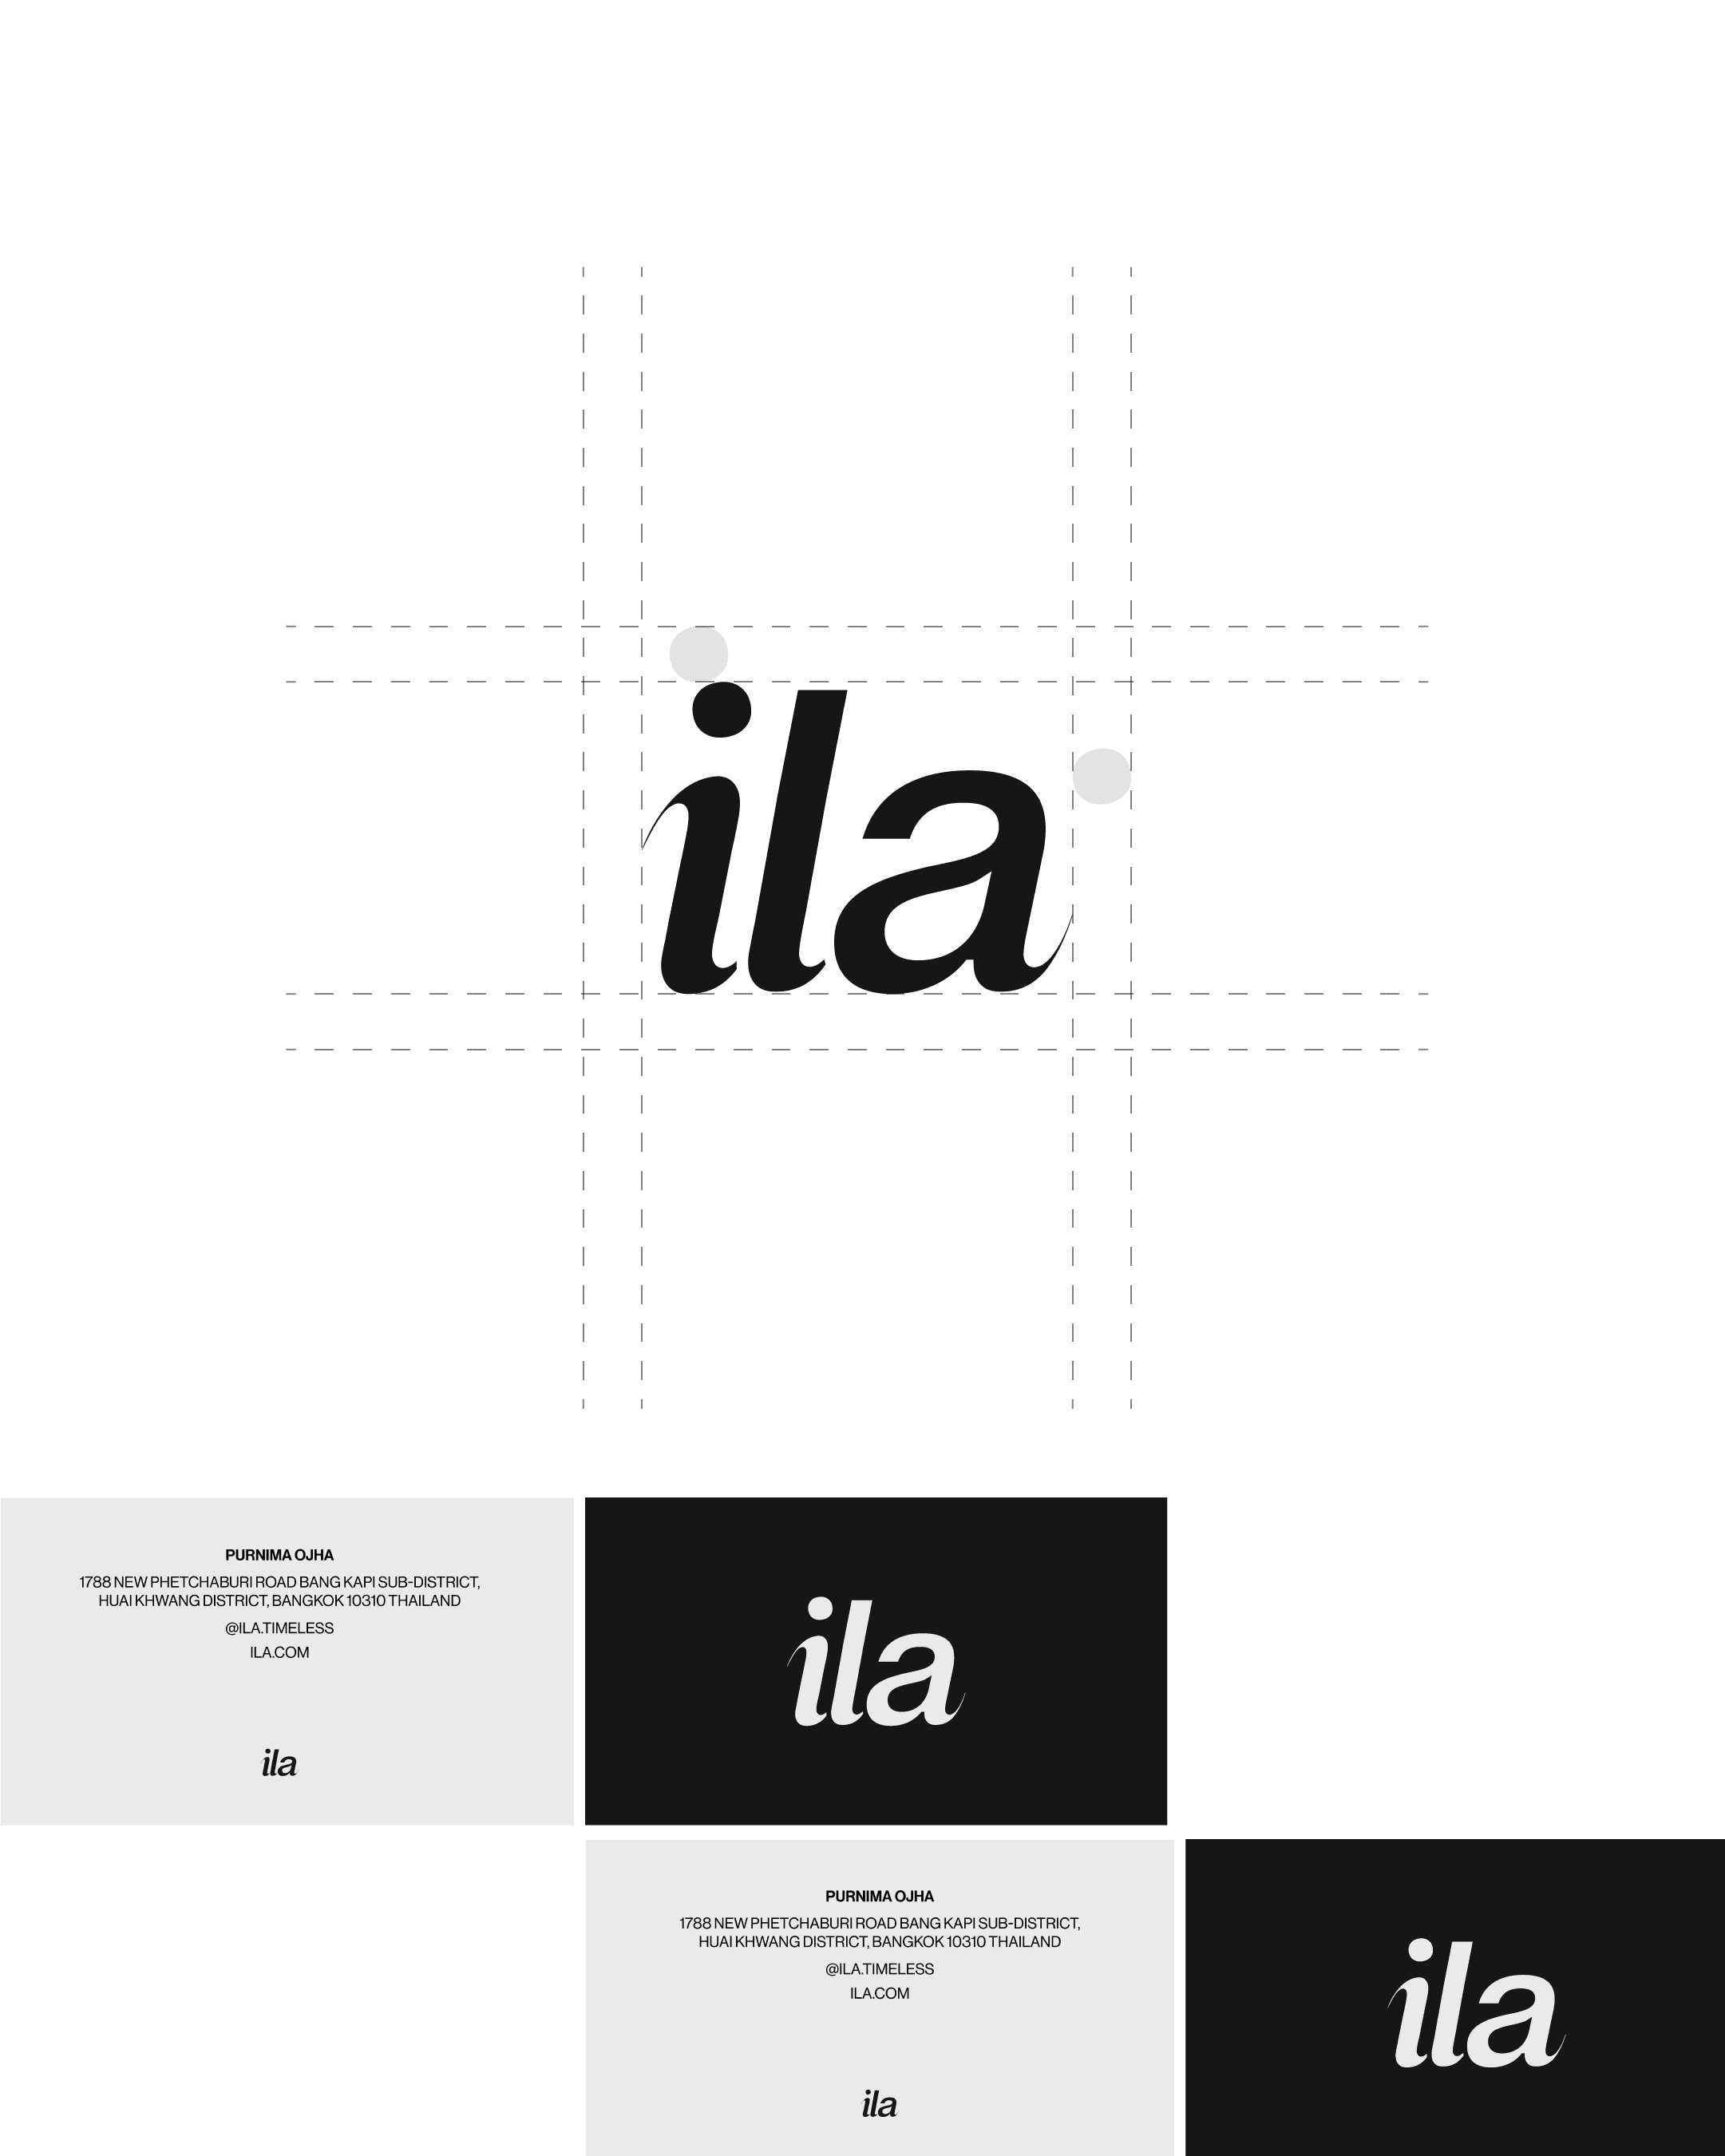 ila
PURNIMA OJHA
1788 NEW PHETCHABURI ROAD BANG KAPI SUB-DISTRICT,
HUAI KHWANG DISTRICT, BANGKOK 10310 THAILAND
@ILA.TIMELESS
ILA.COM
ila
ila
PURNIMA OJHA
1788 NEW PHETCHABURI ROAD BANG KAPI SUB-DISTRICT,
HUAI KHWANG DISTRICT, BANGKOK 10310 THAILAND
@ILA.TIMELESS
ILA.COM
ila
ila